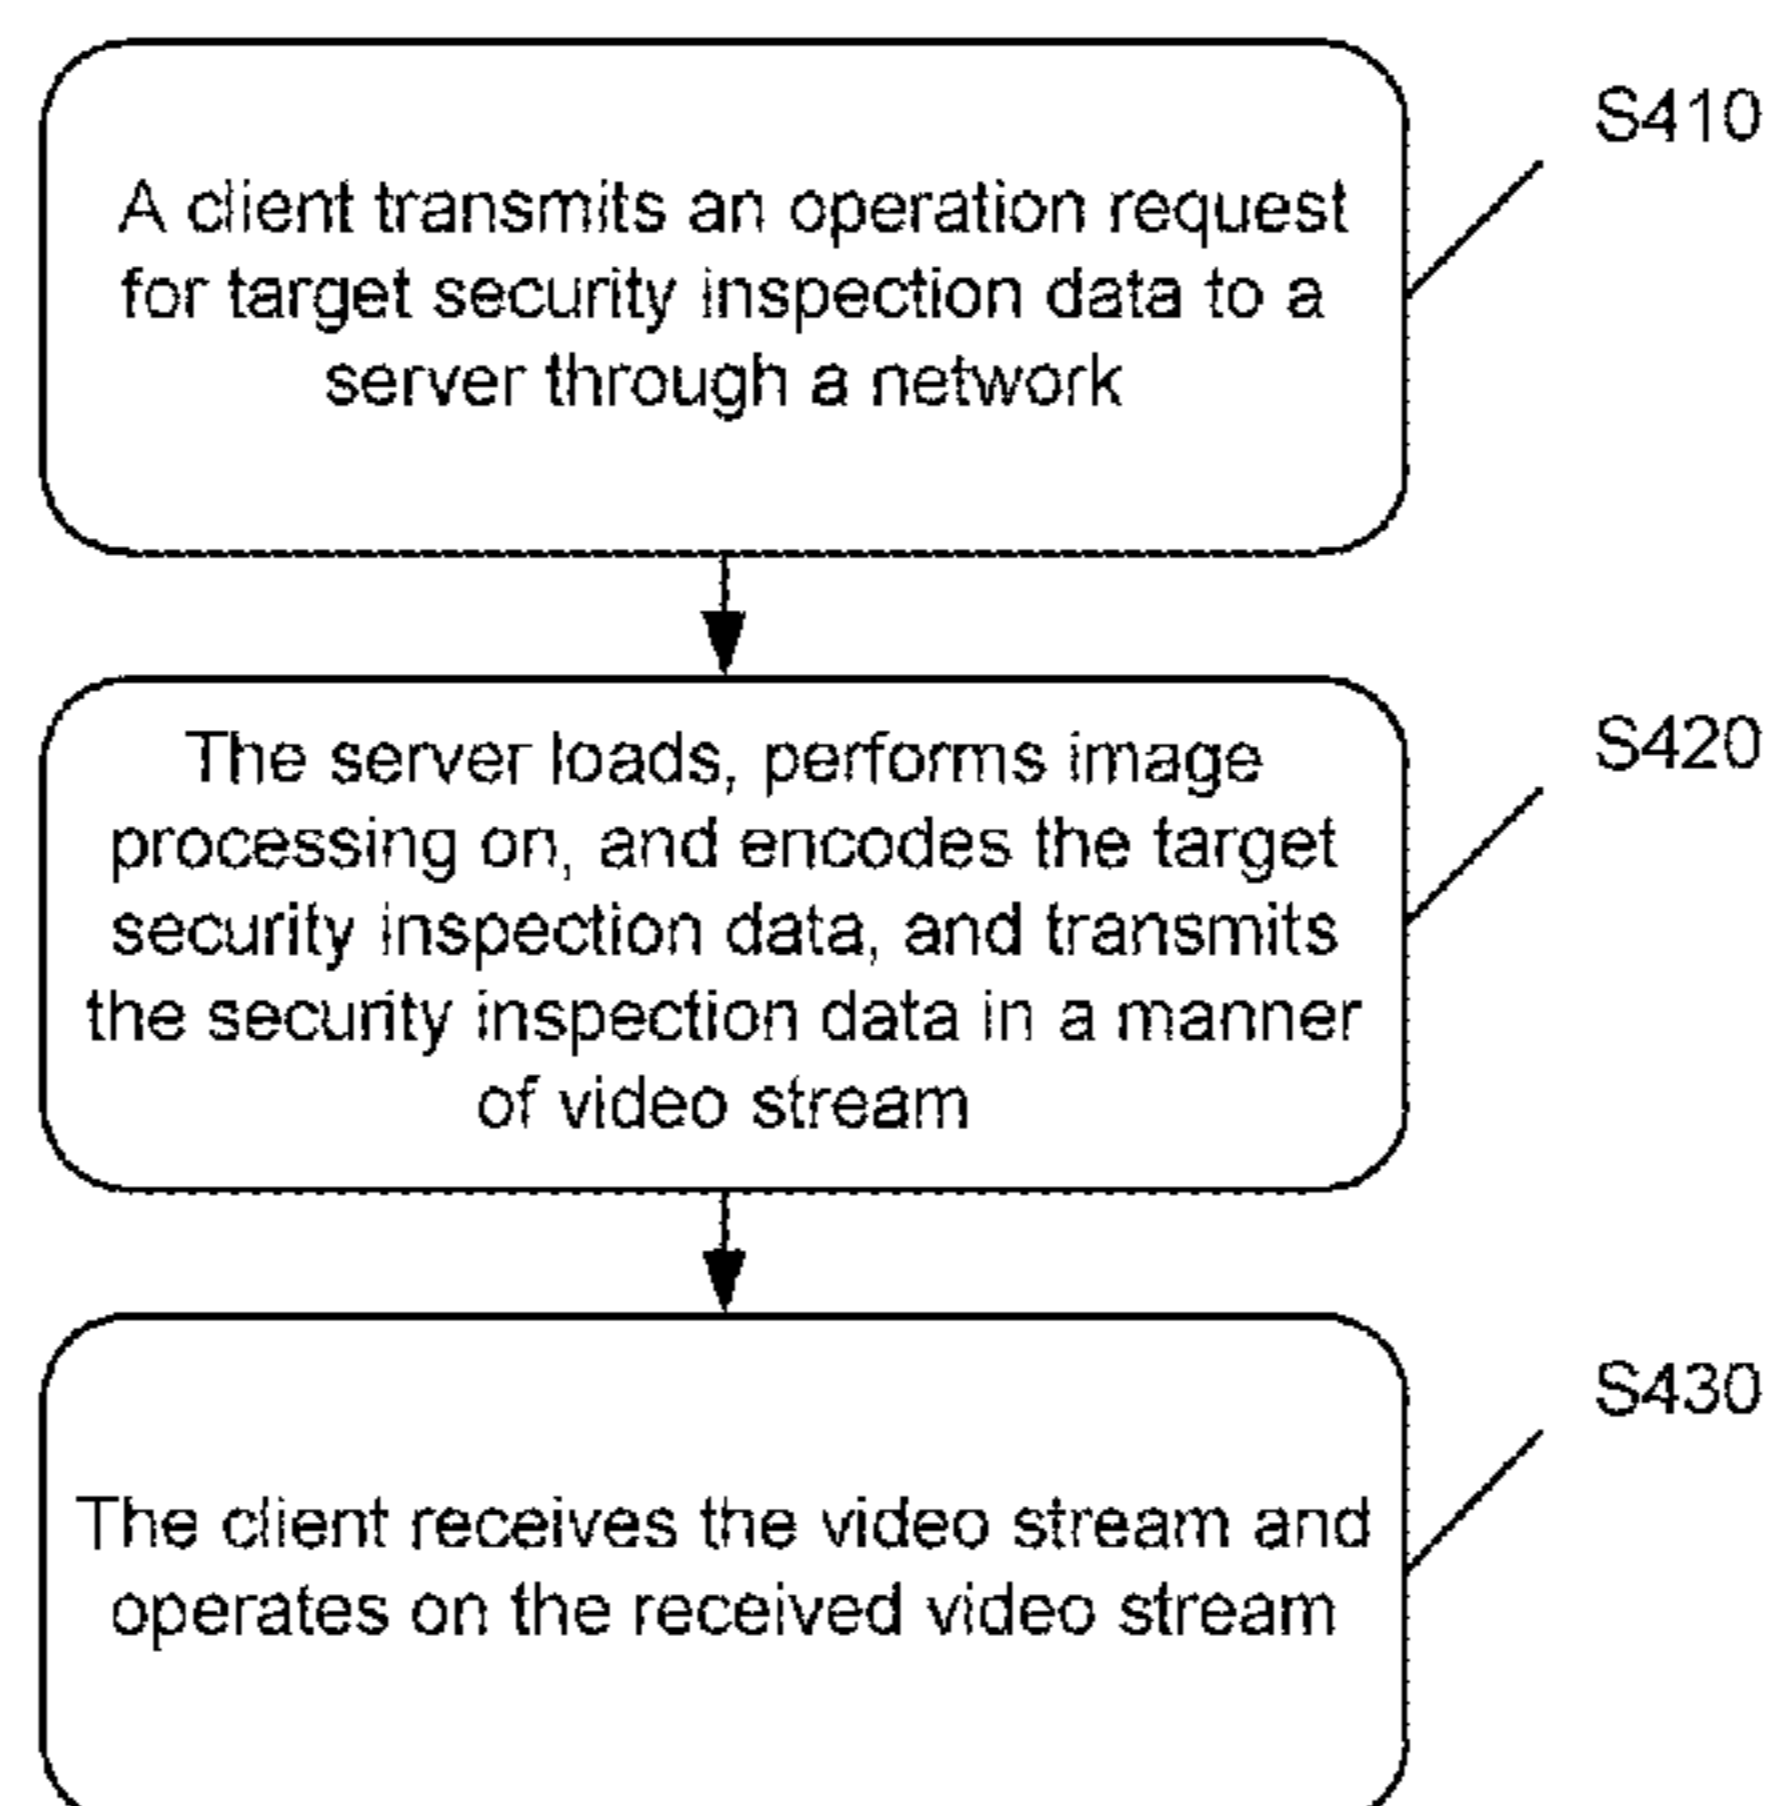 S410
A client transmits an operation request
for target security inspection data to a
server through a network
S420
The server loads, performs image
processing on, and encodes the target
security inspection data, and transmits
the security inspection data in a manner
of video stream
S430
The client receives the video stream and
operates on the received video stream